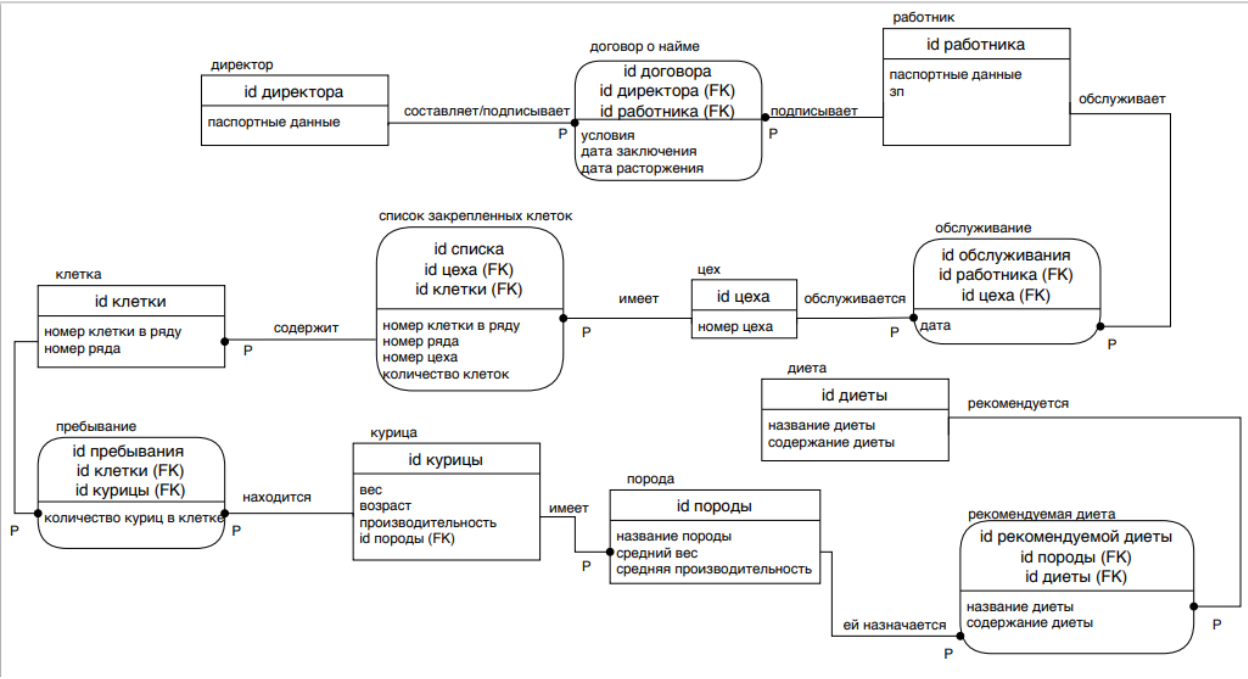 работник
id работника
паспортные данные
зп
договор о найме
id договора
id директора (FK)
id работника (FK)
условия
дата заключения
дата расторжения
директор
id директора
паспортные данные
составляет/подписывает
P
подписывает
P
обслуживает
список закрепленных клеток
id списка
id цеха (FK)
id клетки (FK)
номер клетки в ряду
номер ряда
номер цеха
количество клеток
обслуживание
id обслуживания
id работника (FK)
id цеха (FK)
дата
клетка
id клетки
номер клетки в ряду
номер ряда
содержит
P
имеет
P
цех
id цеха
номер цеха
обслуживается
P
P
диета
id диеты
название диеты
содержание диеты
рекомендуется
пребывание
id пребывания
id клетки (FK)
id курицы (FK)
количество куриц в клетке
P
находится
P
курица
id курицы
вес
возраст
производительность
id породы (FK)
имеет
P
порода
id породы
название породы
средний вес
средняя производительность
рекомендуемая диета
id рекомендуемой диеты
id породы (FK)
id диеты (FK)
название диеты
содержание диеты
ей назначается
P
P